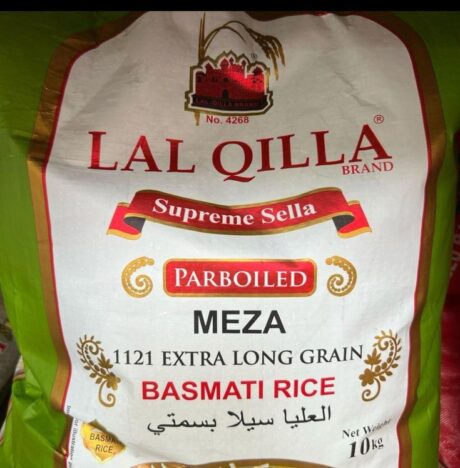 LAL QILLA BRAND
No. 4268
LAL QILLA ®
BRAND
Supreme Sella
PARBOILED
MEZA
1121 EXTRA LONG GRAIN
BASMATI RICE
العليا سيلا بسمتي
Net Weight
10kg
BASMATI
RICE